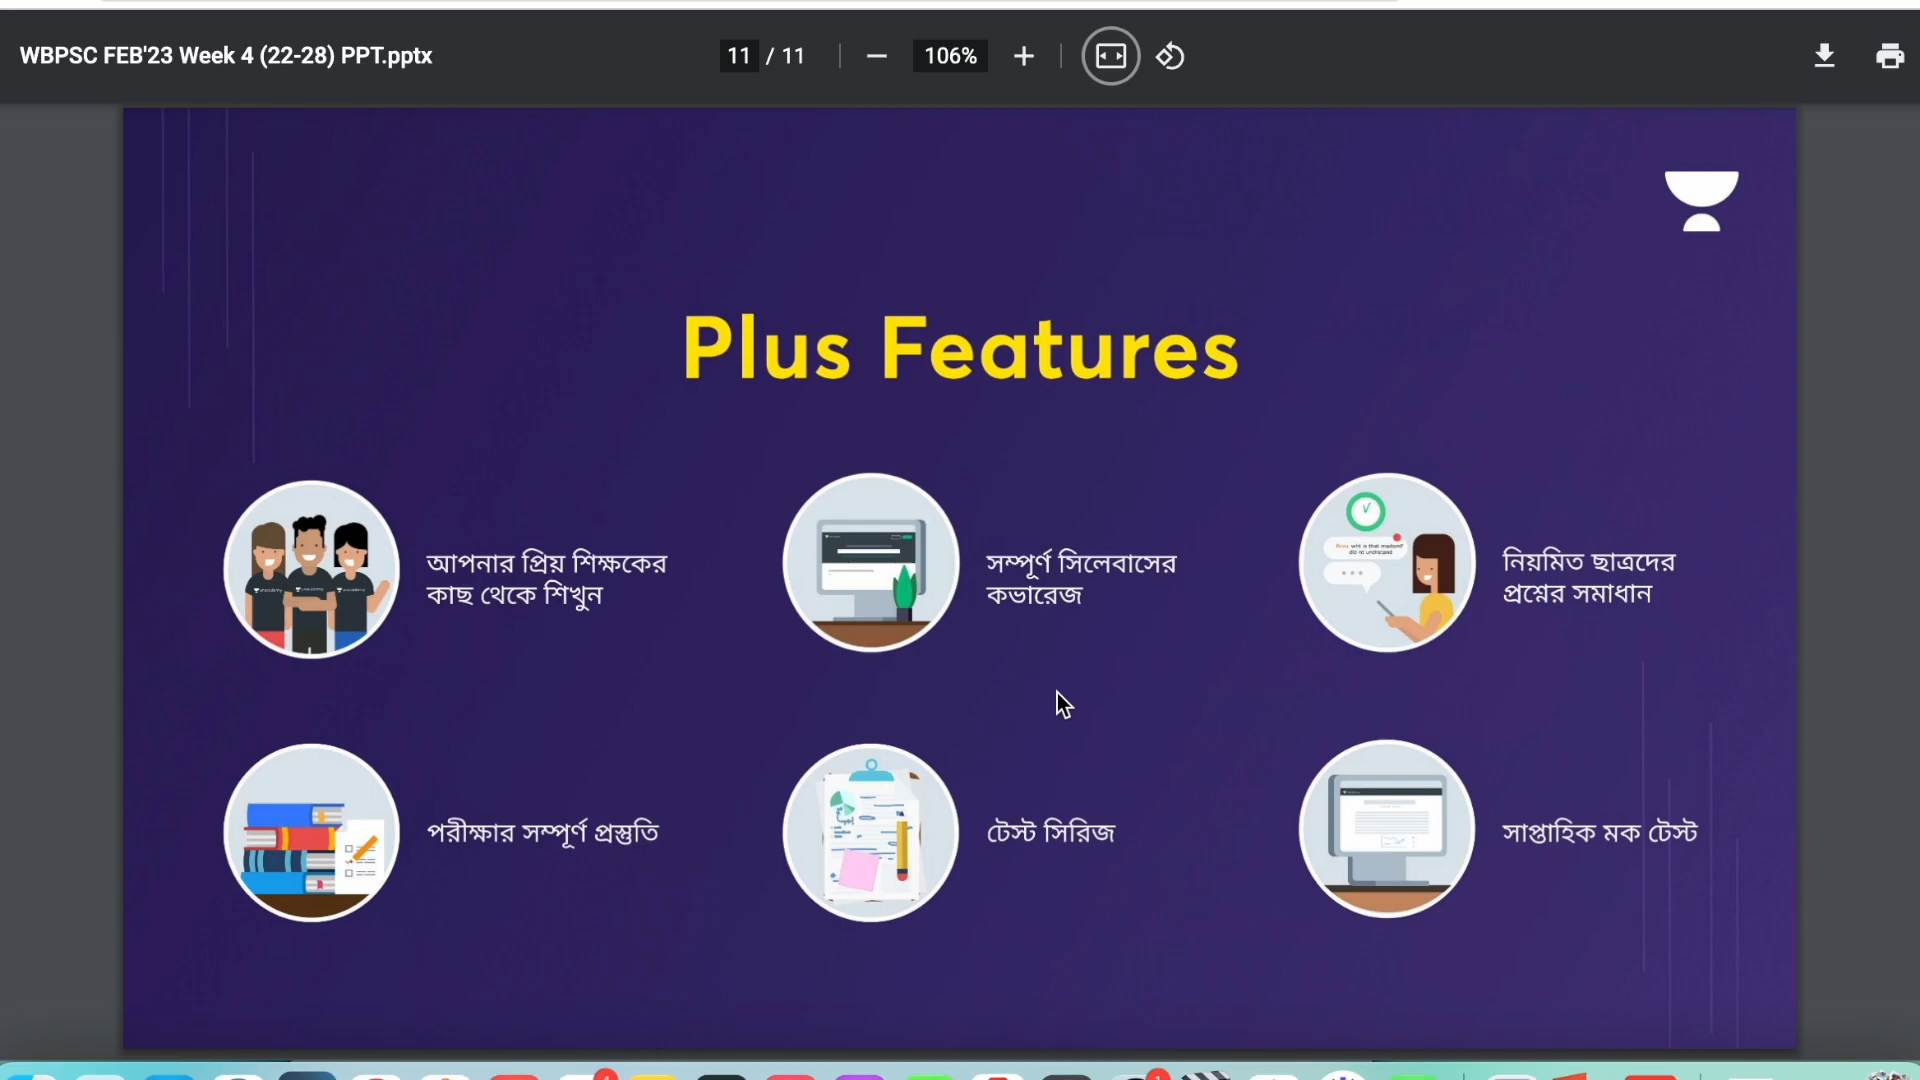 WBPSC FEB'23 Week 4 (22-28) PPT.pptx
11 / 11
106%
Plus Features
আপনার প্রিয় শিক্ষকের
কাছ থেকে শিখুন
সম্পূর্ণ সিলেবাসের
কভারেজ
নিয়মিত ছাত্রদের
প্রশ্নের সমাধান
পরীক্ষার সম্পূর্ণ প্রস্তুতি
টেস্ট সিরিজ
সাপ্তাহিক মক টেস্ট